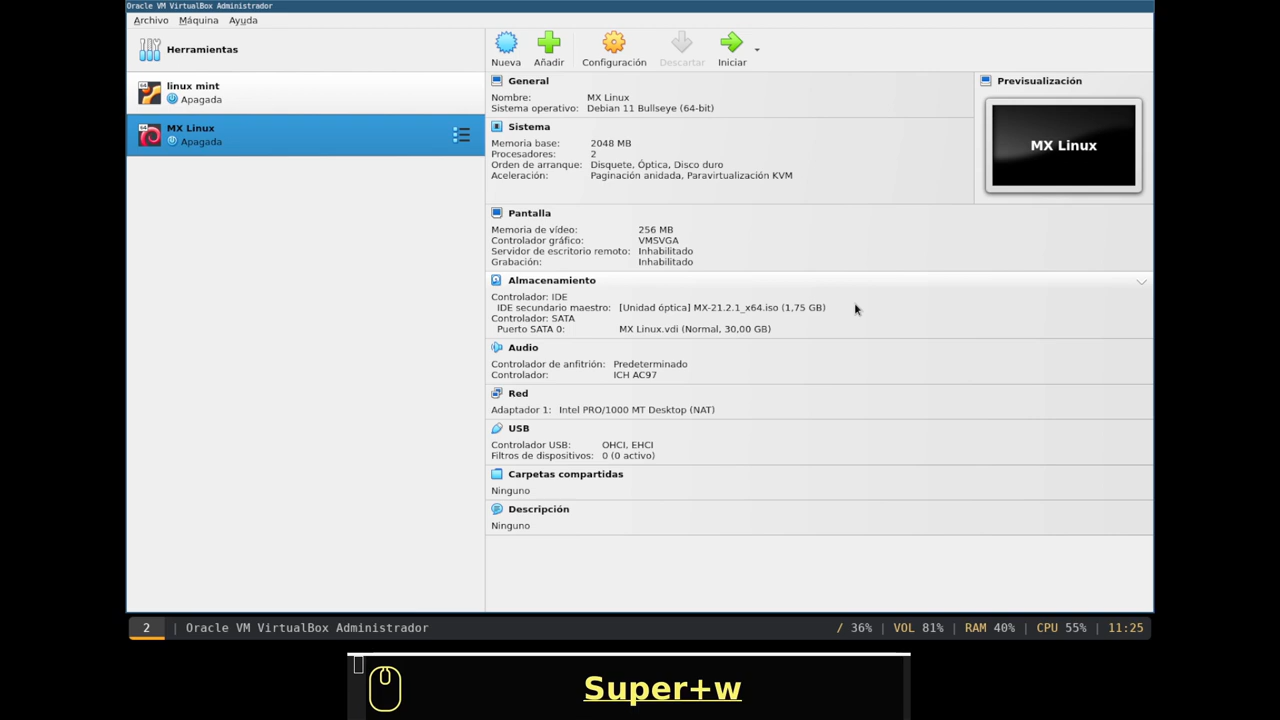 Oracle VM VirtualBox Administrador
Archivo Máquina Ayuda
Herramientas
Nueva Añadir Configuración Descartar Iniciar
linux mint
Apagada
MX Linux
Apagada
General
Nombre: MX Linux
Sistema operativo: Debian 11 Bullseye (64-bit)
Previsualización
MX Linux
Sistema
Memoria base: 2048 MB
Procesadores: 2
Orden de arranque: Disquete, Óptica, Disco duro
Aceleración: Paginación anidada, Paravirtualización KVM
Pantalla
Memoria de vídeo: 256 MB
Controlador gráfico: VMSVGA
Servidor de escritorio remoto: Inhabilitado
Grabación: Inhabilitado
Almacenamiento
Controlador: IDE
IDE secundario maestro: [Unidad óptica] MX-21.2.1_x64.iso (1,75 GB)
Controlador: SATA
Puerto SATA 0: MX Linux.vdi (Normal, 30,00 GB)
Audio
Controlador de anfitrión: Predeterminado
Controlador: ICH AC97
Red
Adaptador 1: Intel PRO/1000 MT Desktop (NAT)
USB
Controlador USB: OHCI, EHCI
Filtros de dispositivos: 0 (0 activo)
Carpetas compartidas
Ninguno
Descripción
Ninguno
2 | Oracle VM VirtualBox Administrador / 36% | VOL 81% | RAM 40% | CPU 55% | 11:25
Super+w